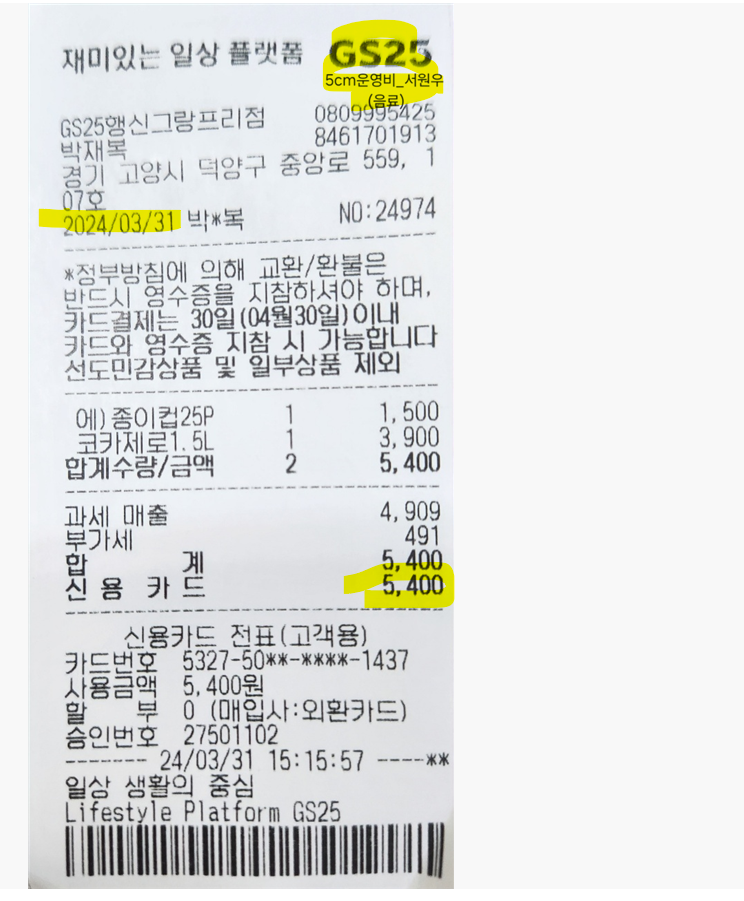 재미있는 일상 플랫폼 GS25
5cm운영비_서원우
(음료)
GS25행신그랑프리점 0809995425
박재복 8461701913
경기 고양시 덕양구 중앙로 559, 1
07호
2024/03/31 박*복 NO:24974
*정부방침에 의해 교환/환불은
반드시 영수증을 지참하셔야 하며,
카드결제는 30일(04월30일)이내
카드와 영수증 지참 시 가능합니다
선도민감상품 및 일부상품 제외
에)종이컵25P 1 1,500
코카제로1.5L 1 3,900
합계수량/금액 2 5,400
과세 매출 4,909
부가세 491
합 계 5,400
신용 카드 5,400
신용카드 전표(고객용)
카드번호 5327-50**-****-1437
사용금액 5,400원
할 부 0 (매입사:외환카드)
승인번호 27501102
------- 24/03/31 15:15:57 ----**
일상 생활의 중심
Lifestyle Platform GS25